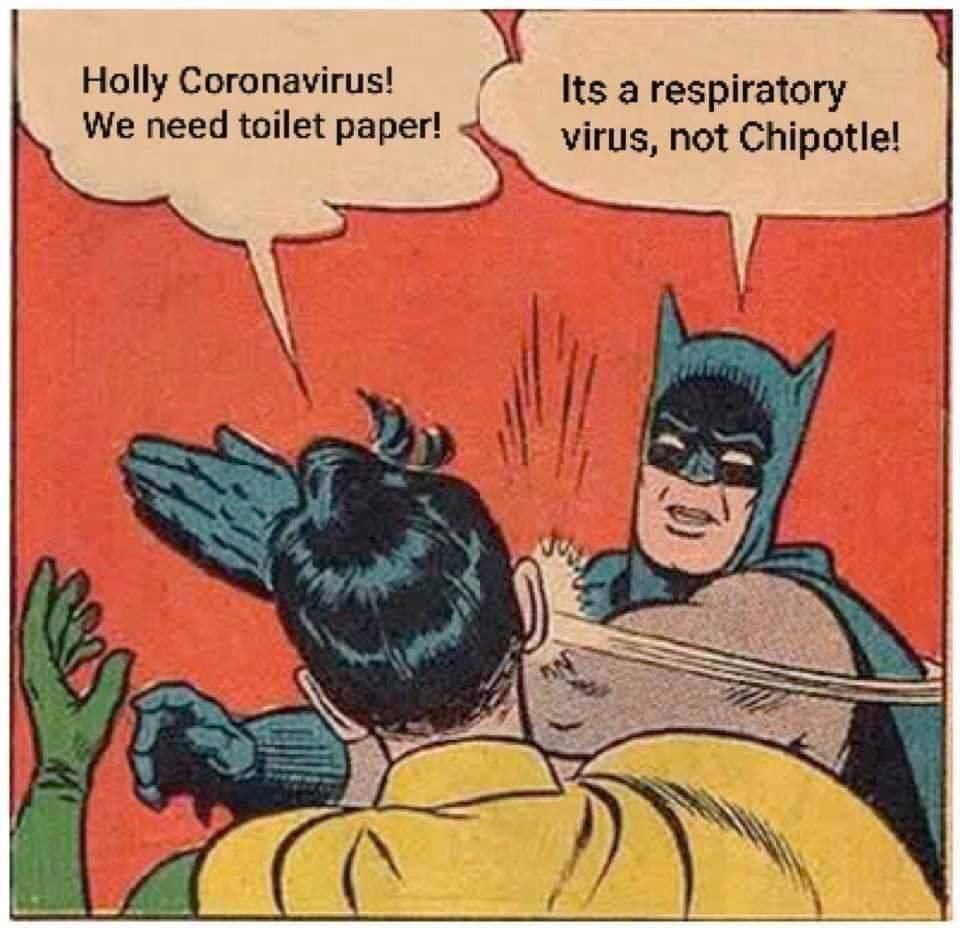 Holly Coronavirus!
We need toilet paper!
Its a respiratory
virus, not Chipotle!